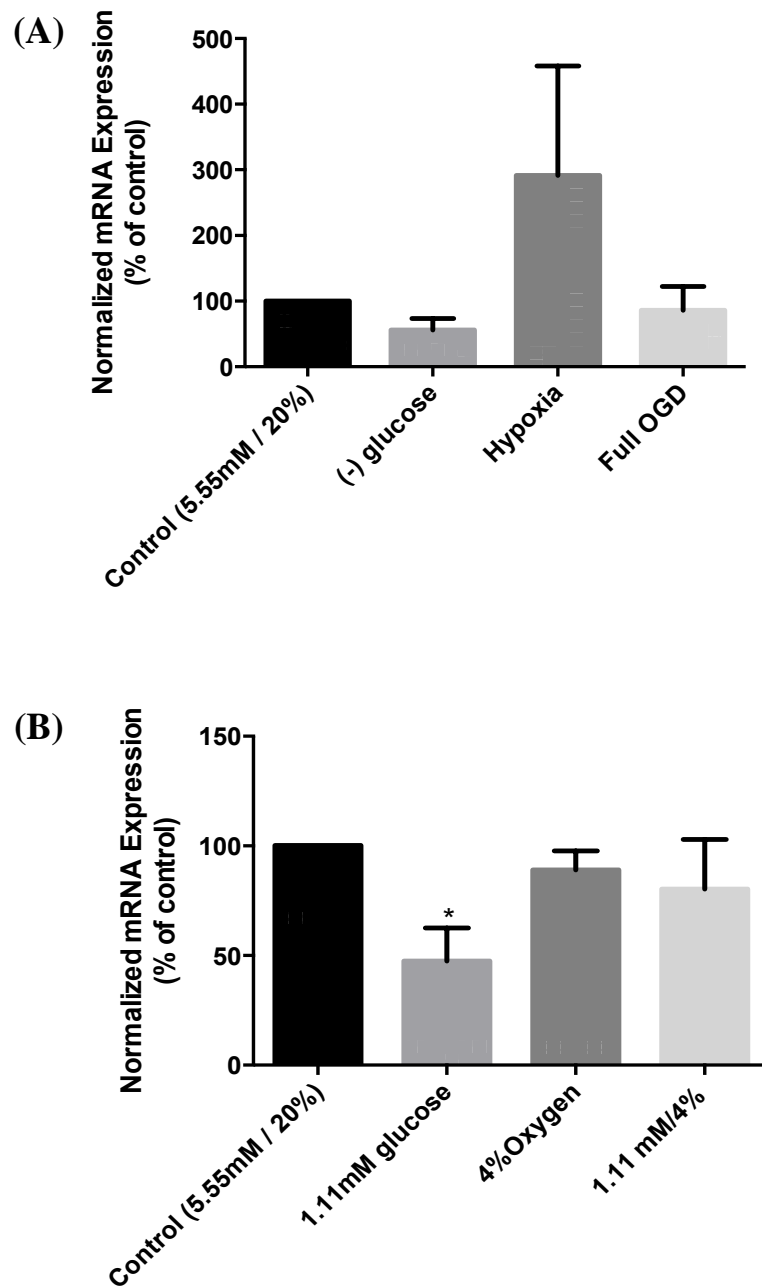 (A)
Normalized mRNA Expression
(% of control)
500
400
300
200
100
0
Control (5.55mM / 20%)
(-) glucose
Hypoxia
Full OGD
(B)
Normalized mRNA Expression
(% of control)
150
100
50
0
*
Control (5.55mM / 20%)
1.11mM glucose
4%Oxygen
1.11 mM/4%